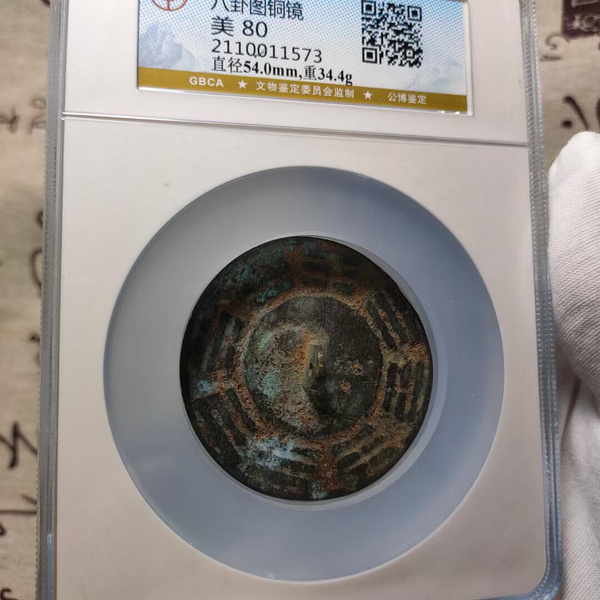 八卦图铜镜
美 80
2110011573
直径54.0mm,重34.4g
GBCA ★ 文物鉴定委员会监制 ★ 公博鉴定